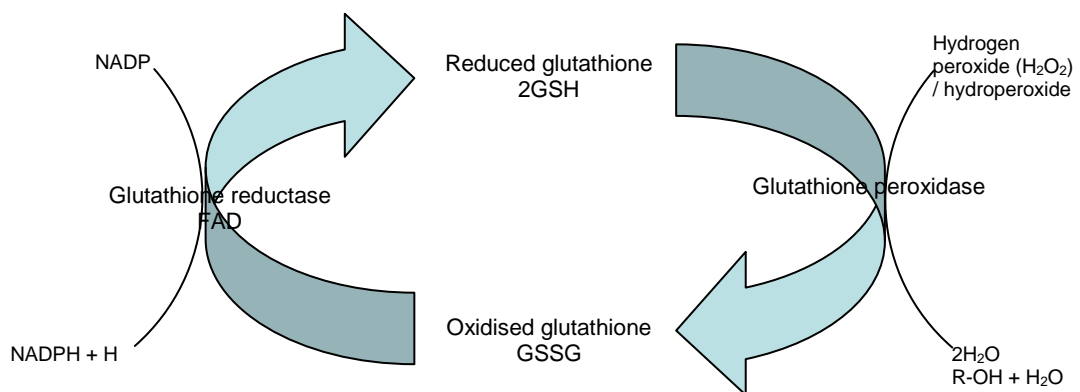 NADP
Reduced glutathione
2GSH
Hydrogen
peroxide (H₂O₂)
/ hydroperoxide
Glutathione reductase
FAD
Glutathione peroxidase
NADPH + H
Oxidised glutathione
GSSG
2H₂O
R-OH + H₂O